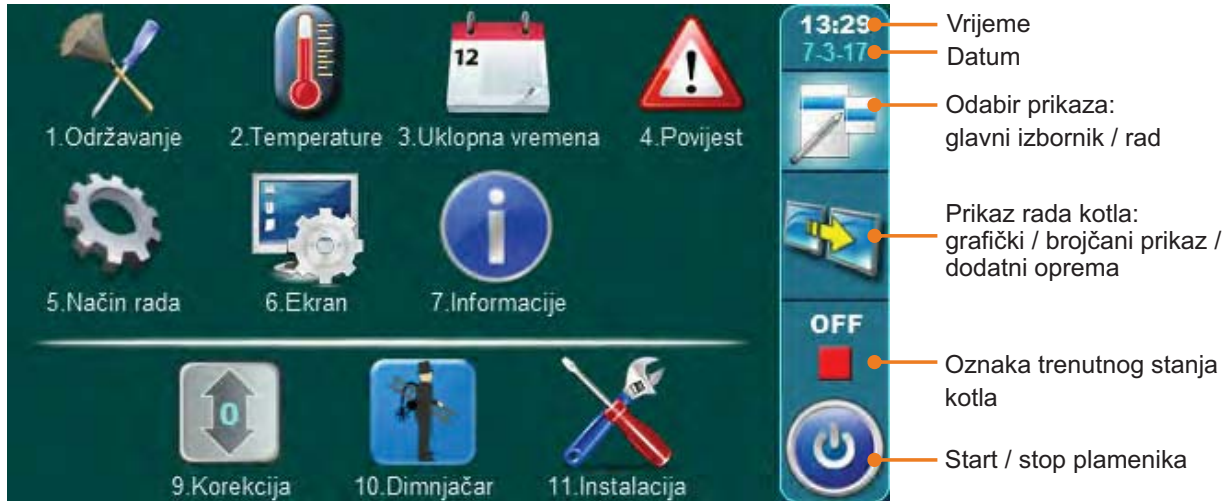 12
1.Održavanje
2.Temperature
3.Uklopna vremena
4.Povijest
5.Način rada
6.Ekran
7.Informacije
0
9.Korekcija
10.Dimnjačar
11.Instalacija
13:29
7-3-17
OFF
Vrijeme
Datum
Odabir prikaza:
glavni izbornik / rad
Prikaz rada kotla:
grafički / brojčani prikaz /
dodatni oprema
Oznaka trenutnog stanja
kotla
Start / stop plamenika